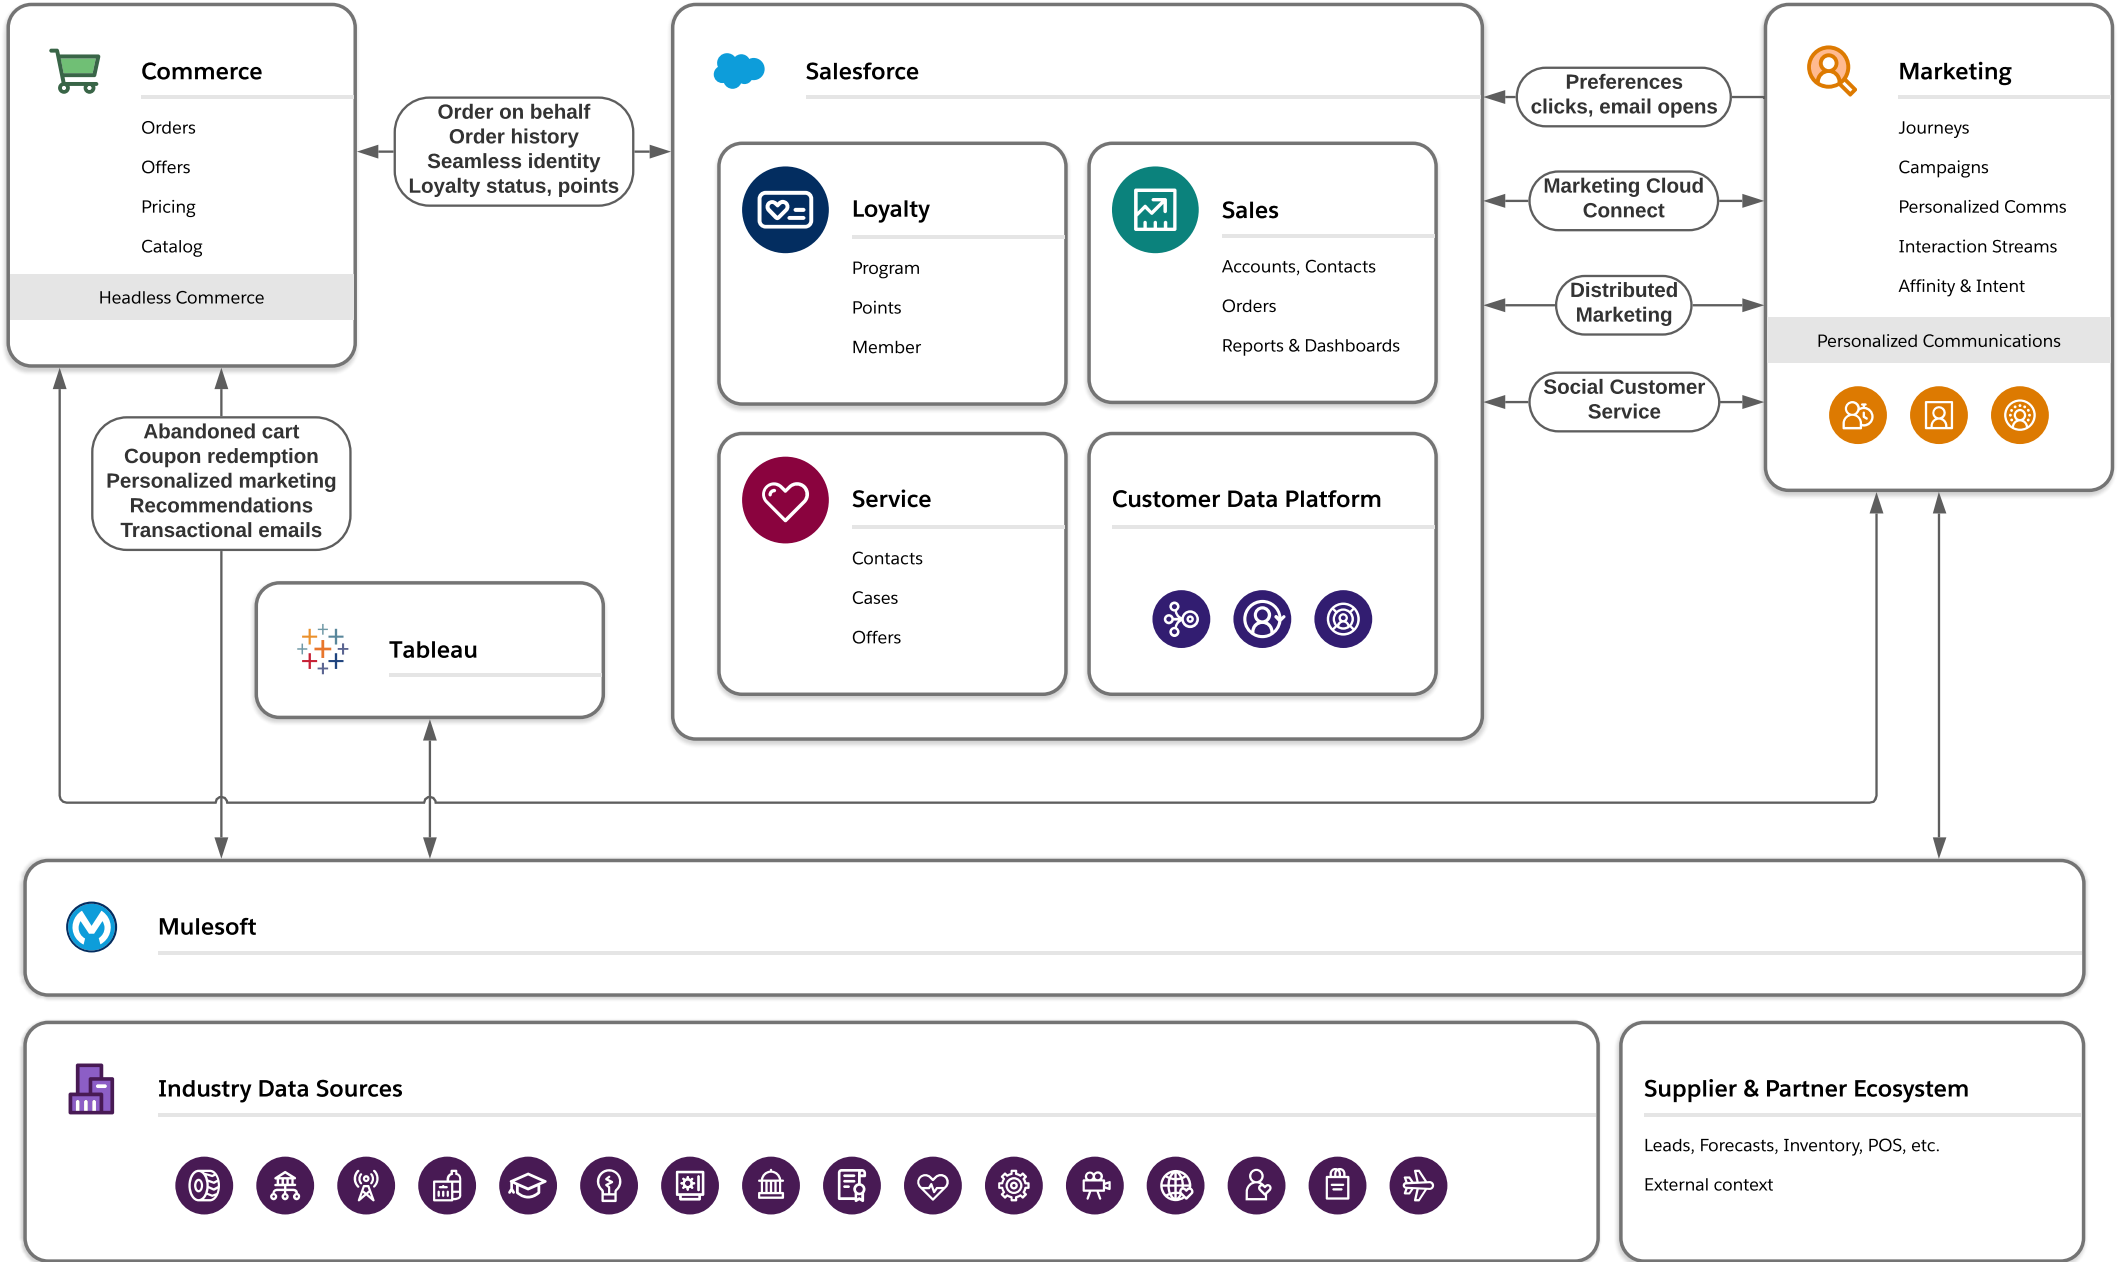 Commerce
Orders
Offers
Pricing
Catalog
Headless Commerce
Order on behalf
Order history
Seamless identity
Loyalty status, points
Salesforce
Loyalty
Program
Points
Member
Sales
Accounts, Contacts
Orders
Reports & Dashboards
Service
Contacts
Cases
Offers
Customer Data Platform
Preferences
clicks, email opens
Marketing Cloud
Connect
Distributed
Marketing
Social Customer
Service
Marketing
Journeys
Campaigns
Personalized Comms
Interaction Streams
Affinity & Intent
Personalized Communications
Abandoned cart
Coupon redemption
Personalized marketing
Recommendations
Transactional emails
Tableau
Mulesoft
Industry Data Sources
Supplier & Partner Ecosystem
Leads, Forecasts, Inventory, POS, etc.
External context